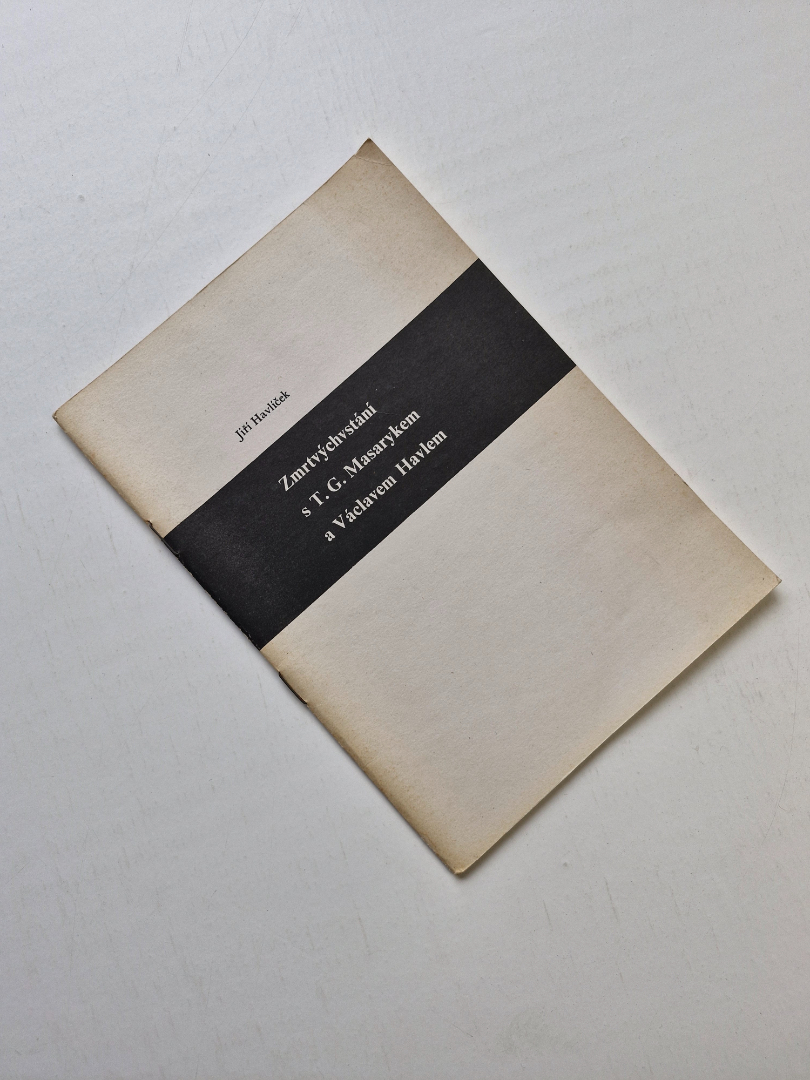 Jiří Havlíček
Zmrtvýchvstání
s T. G. Masarykem
a Václavem Havlem